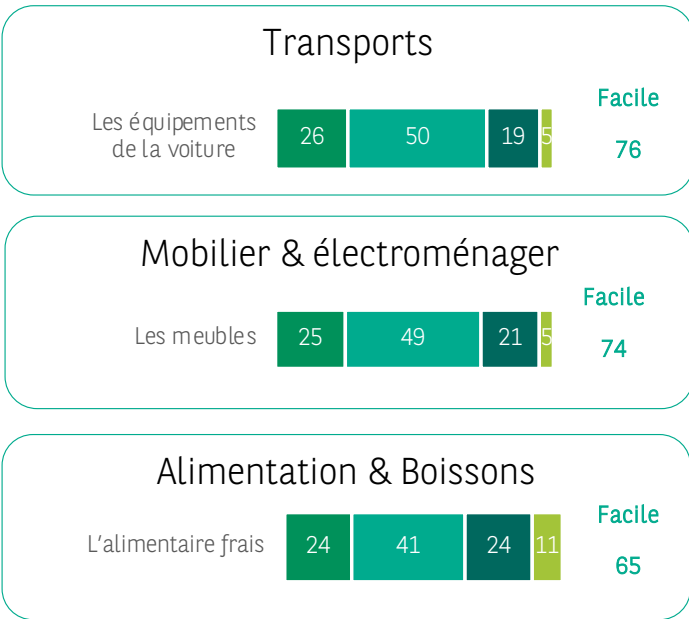 Transports
Les équipements
de la voiture
26 50 19 5
Facile
76
Mobilier & électroménager
Les meubles
25 49 21 5
Facile
74
Alimentation & Boissons
L'alimentaire frais
24 41 24 11
Facile
65